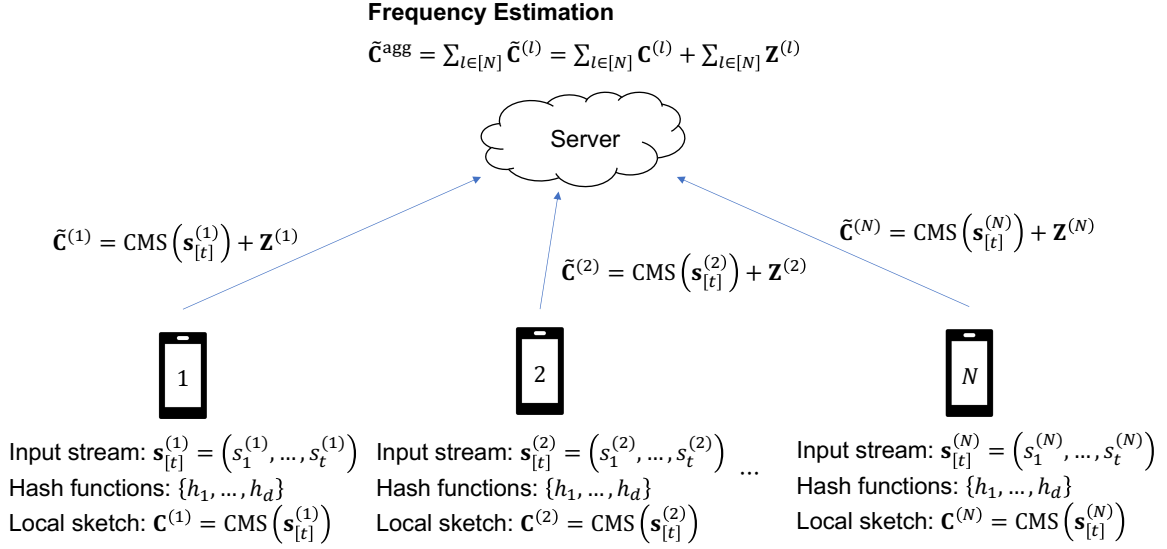 Frequency Estimation
C̃^agg = ∑_{l∈[N]} C̃^(l) = ∑_{l∈[N]} C^(l) + ∑_{l∈[N]} Z^(l)
Server
C̃^(1) = CMS(s_[t]^(1)) + Z^(1)
C̃^(2) = CMS(s_[t]^(2)) + Z^(2)
C̃^(N) = CMS(s_[t]^(N)) + Z^(N)
1
2
N
Input stream: s_[t]^(1) = (s_1^(1), …, s_t^(1))
Hash functions: {h_1, …, h_d}
Local sketch: C^(1) = CMS(s_[t]^(1))
Input stream: s_[t]^(2) = (s_1^(2), …, s_t^(2))
Hash functions: {h_1, …, h_d}
Local sketch: C^(2) = CMS(s_[t]^(2))
…
Input stream: s_[t]^(N) = (s_1^(N), …, s_t^(N))
Hash functions: {h_1, …, h_d}
Local sketch: C^(N) = CMS(s_[t]^(N))